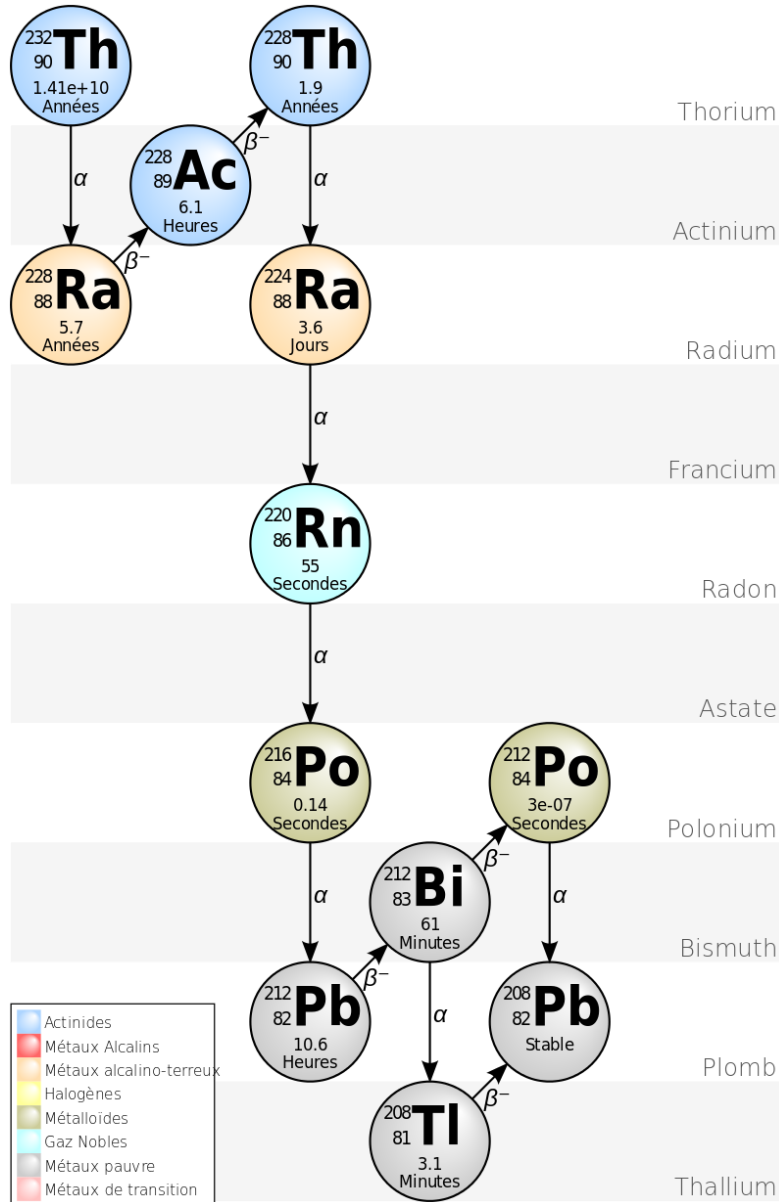 232
90
Th
1.41e+10
Années
228
90
Th
1.9
Années
Thorium
α
β⁻
α
228
89
Ac
6.1
Heures
β⁻
Actinium
228
88
Ra
5.7
Années
224
88
Ra
3.6
Jours
Radium
α
Francium
220
86
Rn
55
Secondes
Radon
α
Astate
216
84
Po
0.14
Secondes
212
84
Po
3e-07
Secondes
Polonium
α
β⁻
212
83
Bi
61
Minutes
β⁻
α
Bismuth
212
82
Pb
10.6
Heures
α
208
82
Pb
Stable
Plomb
β⁻
208
81
Tl
3.1
Minutes
Thallium
Actinides
Métaux Alcalins
Métaux alcalino-terreux
Halogènes
Métalloïdes
Gaz Nobles
Métaux pauvre
Métaux de transition